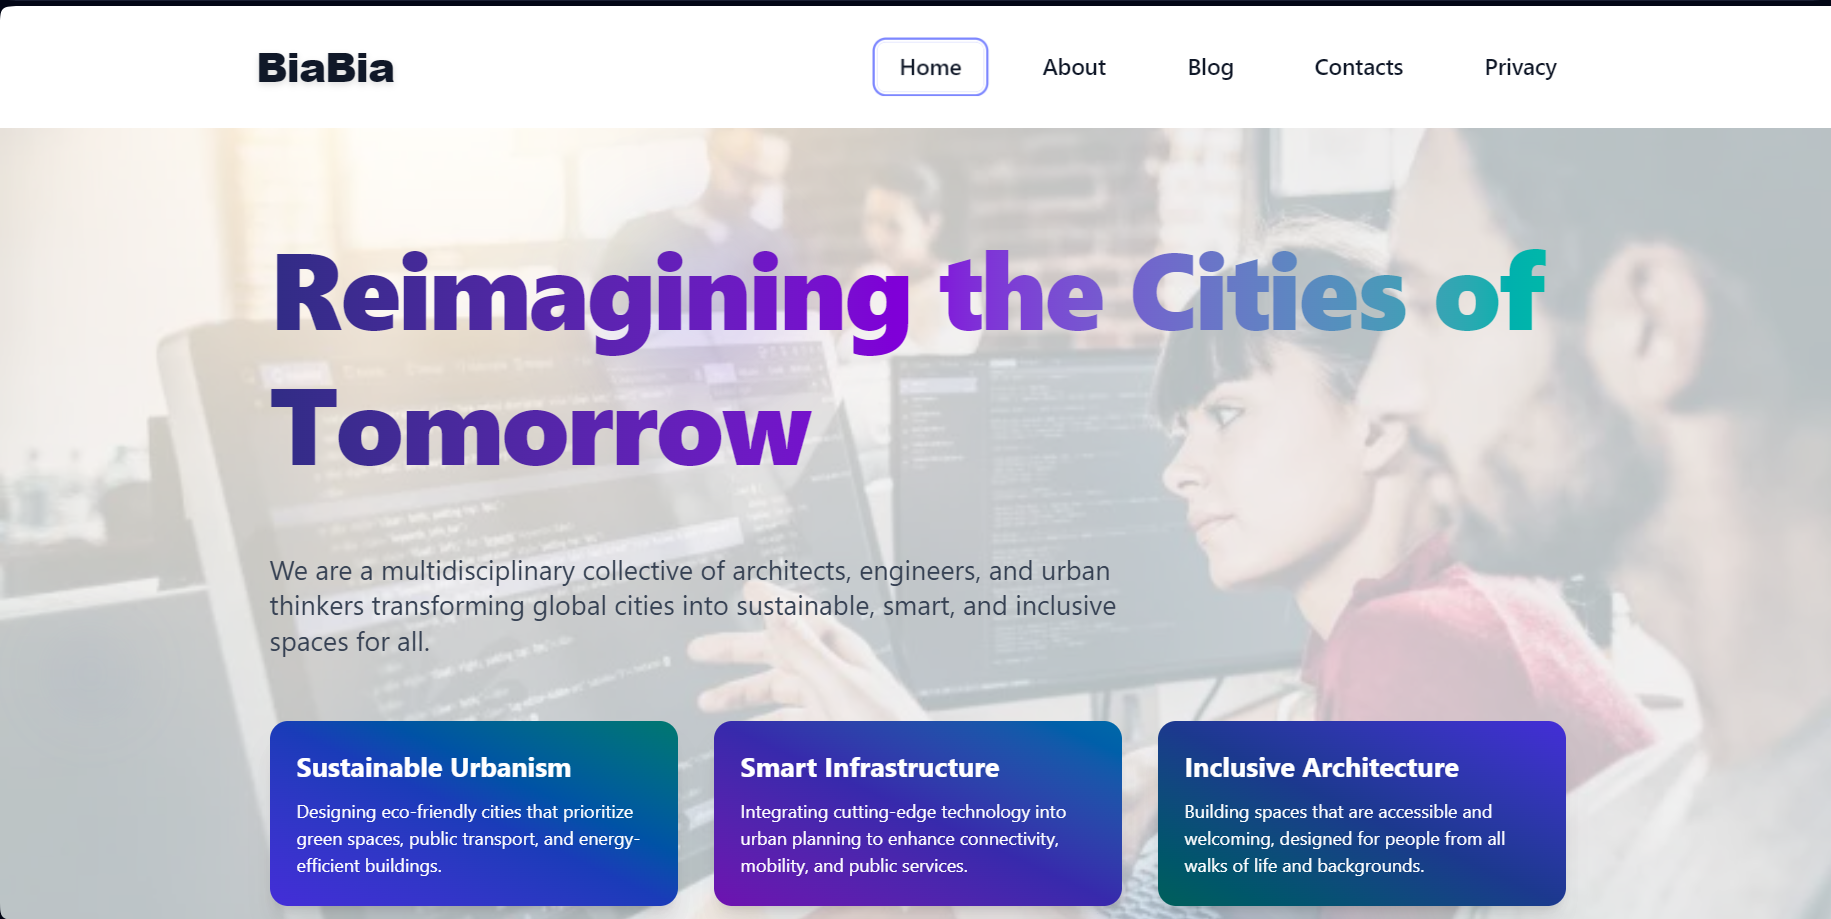 BiaBia
Home
About
Blog
Contacts
Privacy
Reimagining the Cities of
Tomorrow
We are a multidisciplinary collective of architects, engineers, and urban
thinkers transforming global cities into sustainable, smart, and inclusive
spaces for all.
Sustainable Urbanism
Designing eco-friendly cities that prioritize
green spaces, public transport, and energy-
efficient buildings.
Smart Infrastructure
Integrating cutting-edge technology into
urban planning to enhance connectivity,
mobility, and public services.
Inclusive Architecture
Building spaces that are accessible and
welcoming, designed for people from all
walks of life and backgrounds.